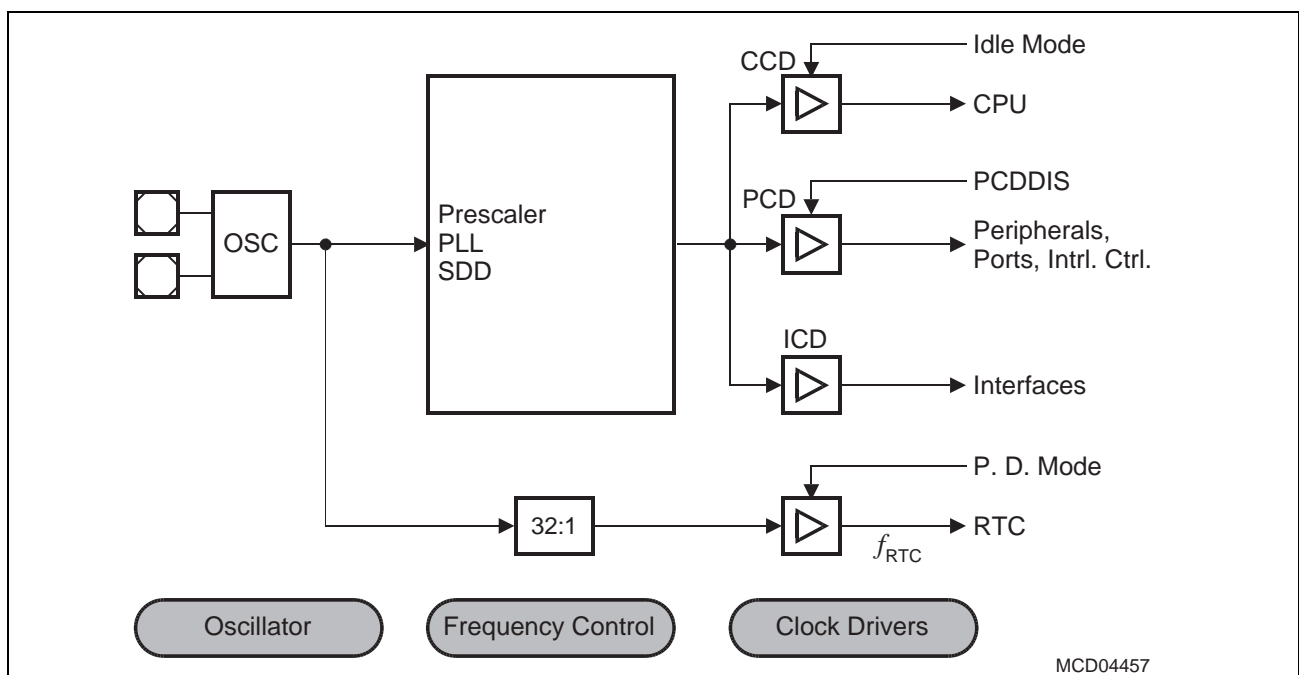 Idle Mode
CCD
CPU
PCDDIS
PCD
Prescaler
PLL
SDD
OSC
Peripherals,
Ports, Intrl. Ctrl.
ICD
Interfaces
P. D. Mode
32:1
RTC
fRTC
Oscillator
Frequency Control
Clock Drivers
MCD04457